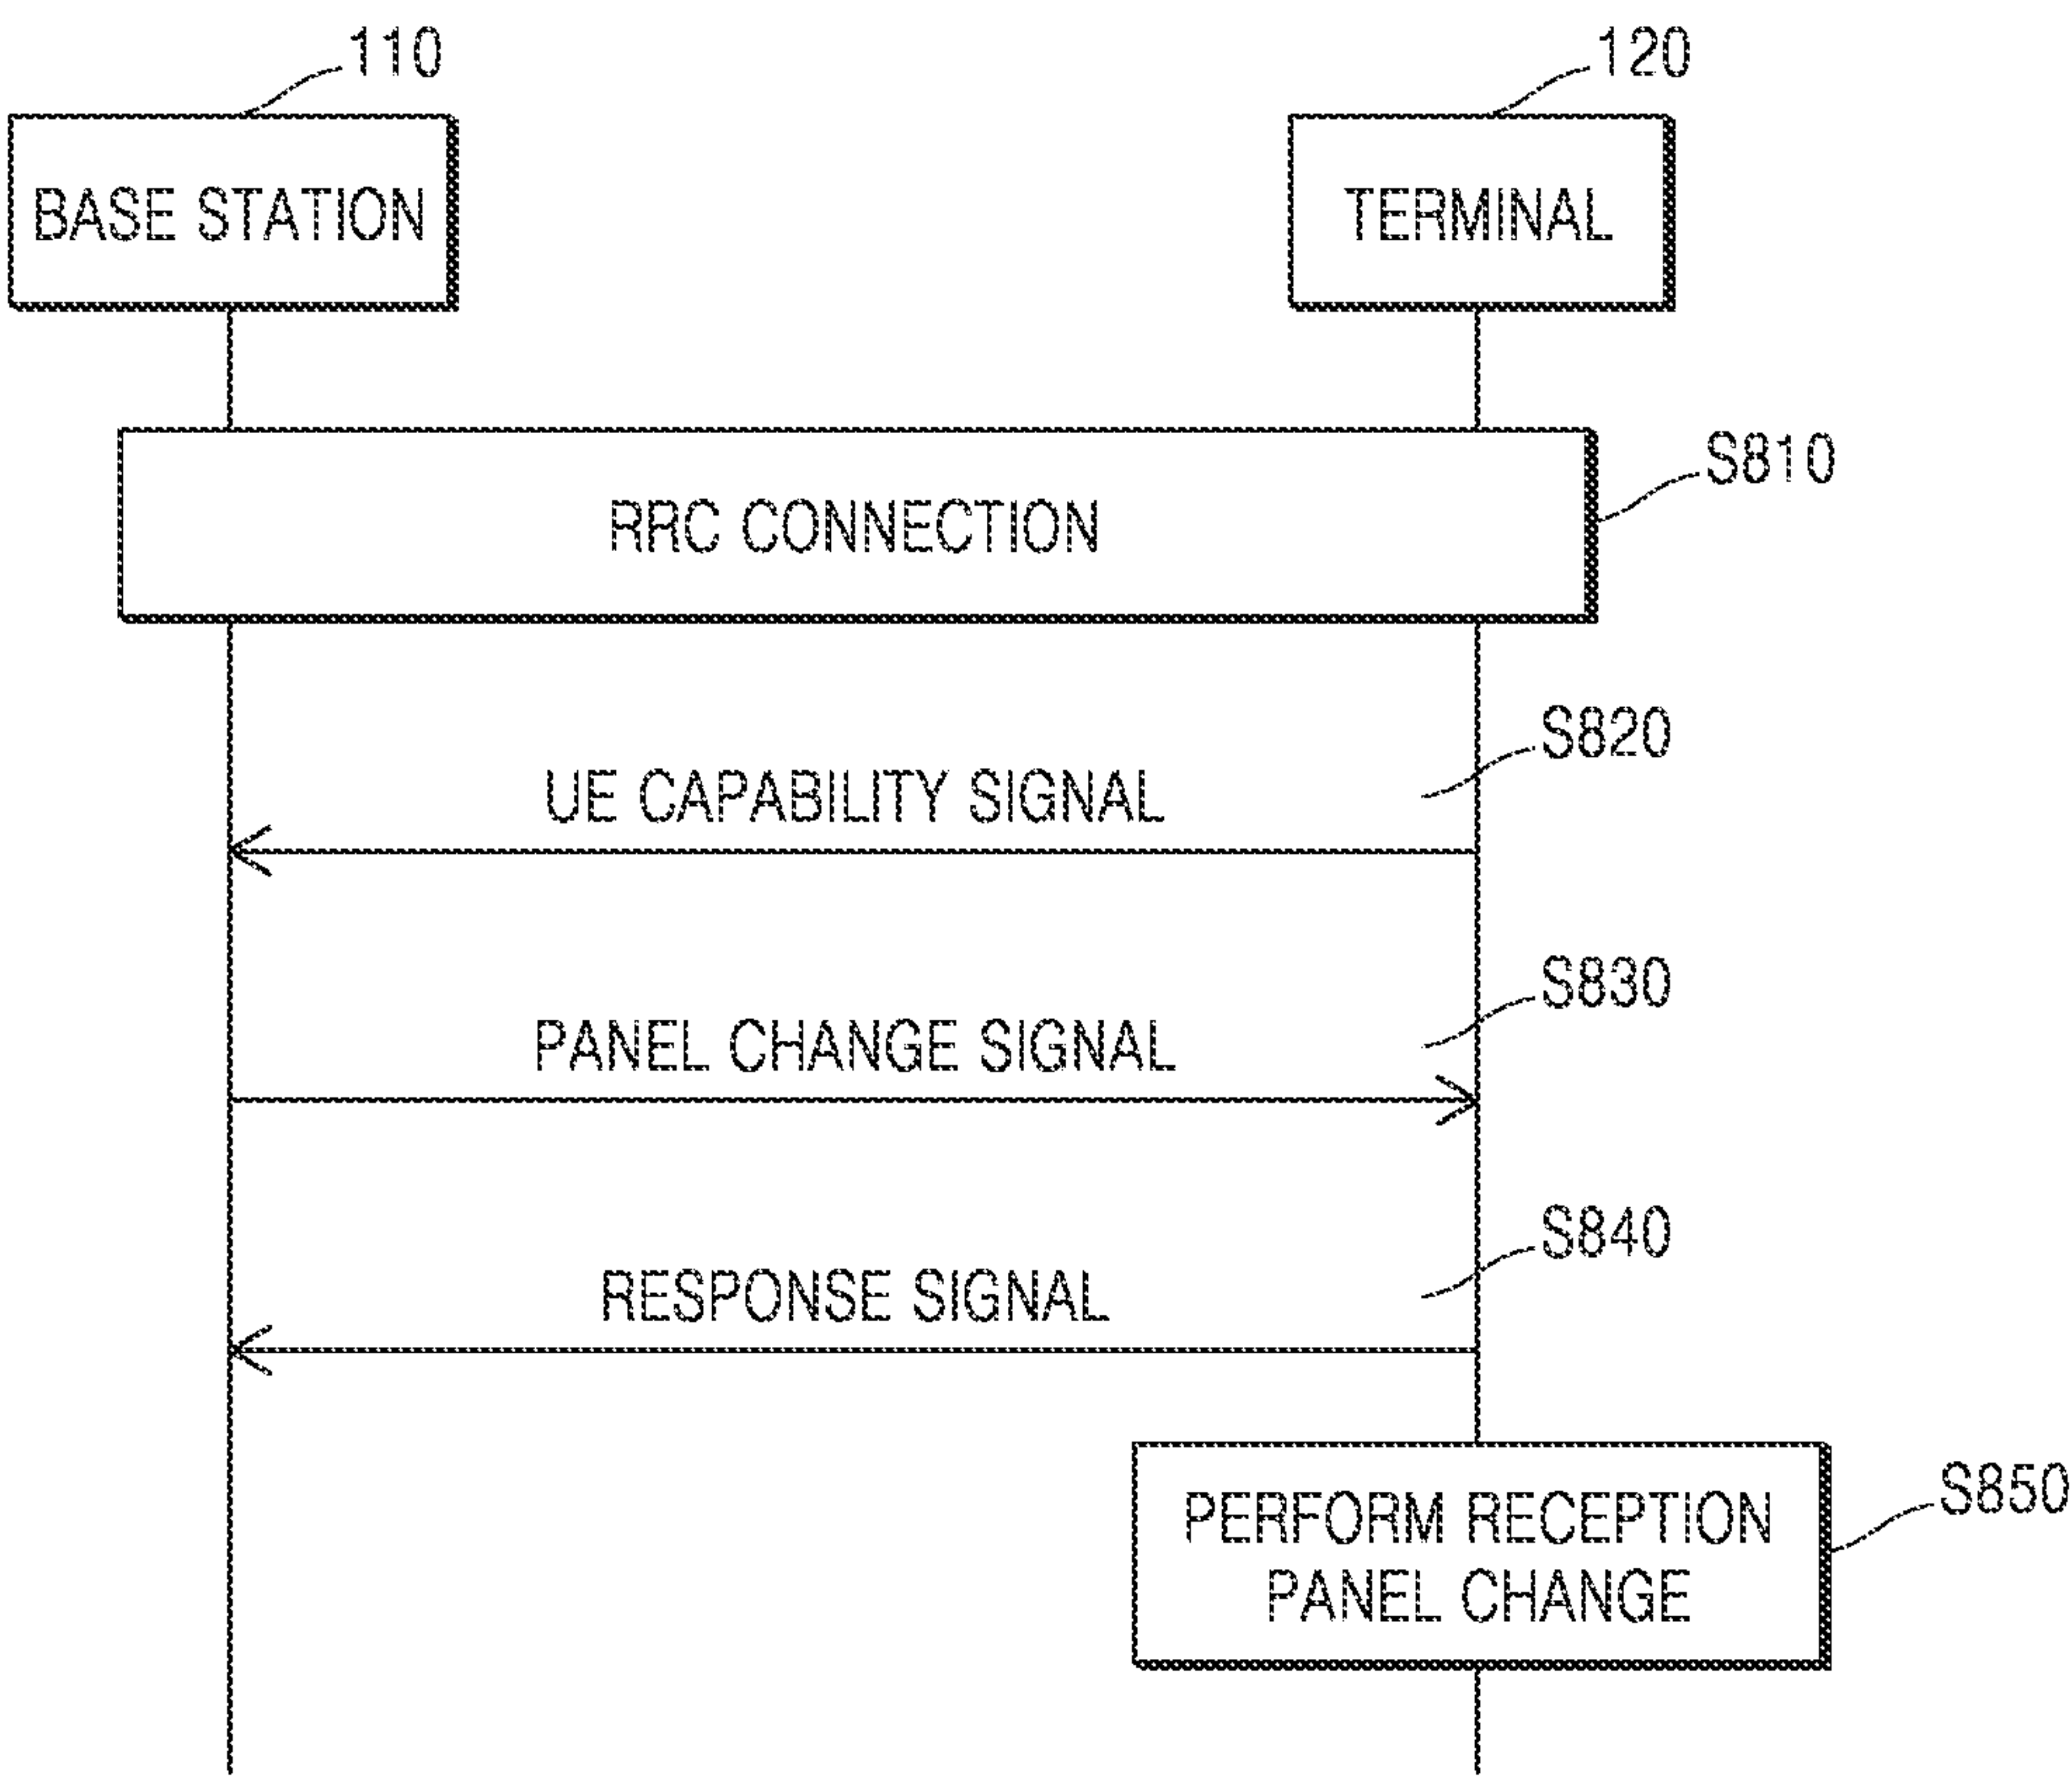 110
120
BASE STATION
TERMINAL
RRC CONNECTION
S810
S820
UE CAPABILITY SIGNAL
S830
PANEL CHANGE SIGNAL
S840
RESPONSE SIGNAL
S850
PERFORM RECEPTION
PANEL CHANGE